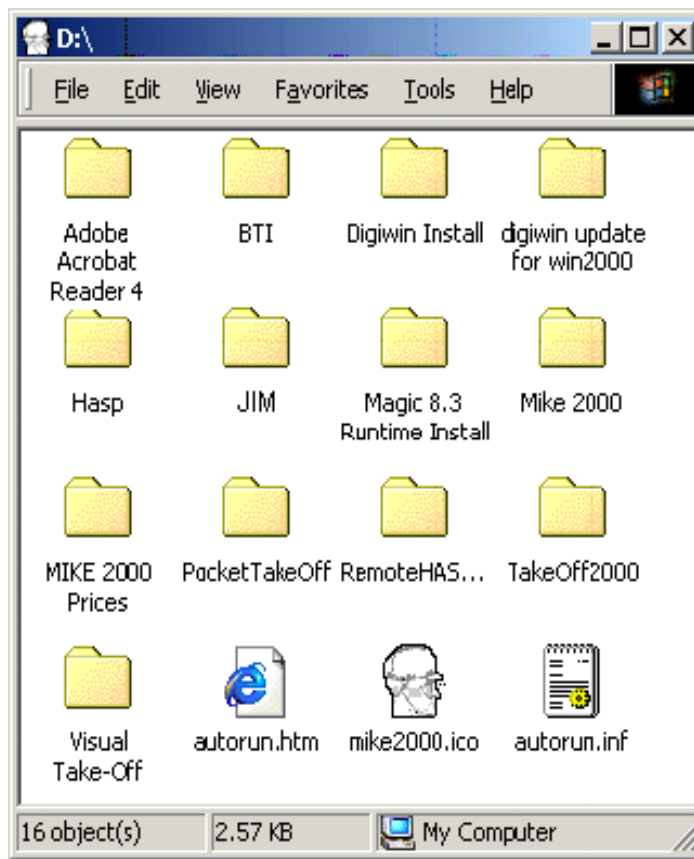 D:\
File Edit View Favorites Tools Help
Adobe
Acrobat
Reader 4
BTI
Digiwin Install
digiwin update
for win2000
Hasp
JIM
Magic 8.3
Runtime Install
Mike 2000
MIKE 2000
Prices
PocketTakeOff
RemoteHAS...
TakeOff2000
Visual
Take-Off
autorun.htm
mike2000.ico
autorun.inf
16 object(s) 2.57 KB My Computer